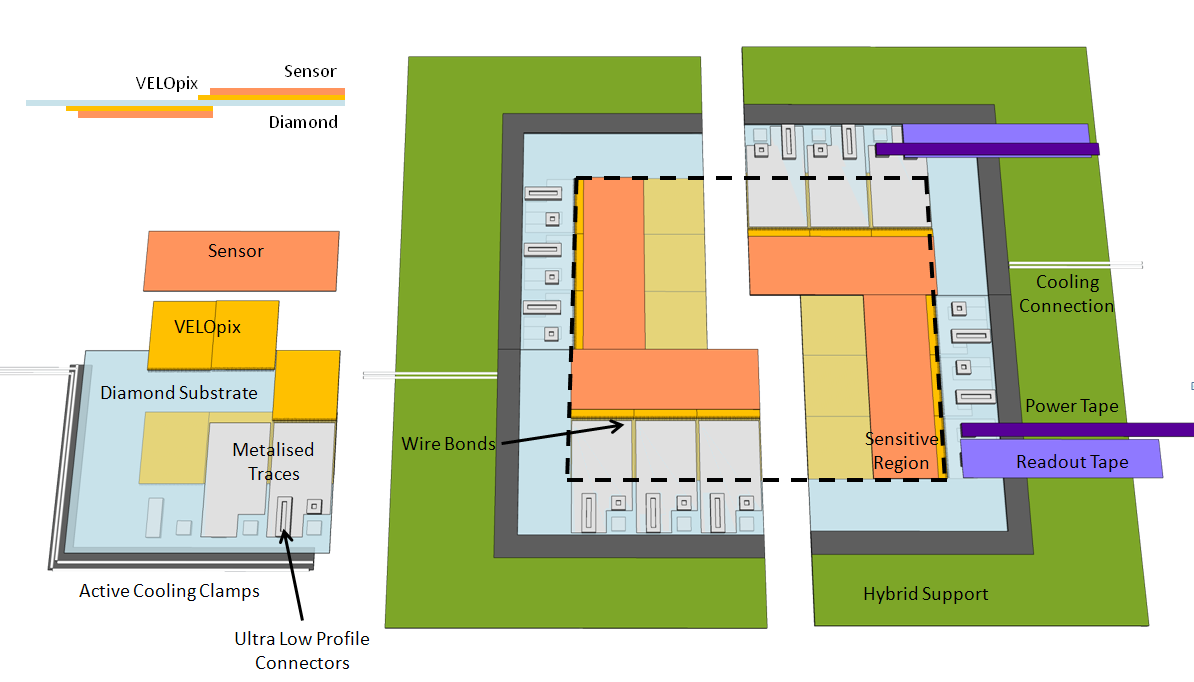 Sensor
VELOpix
Diamond
Sensor
VELOpix
Diamond Substrate
Metalised
Traces
Active Cooling Clamps
Ultra Low Profile
Connectors
Wire Bonds
Cooling
Connection
Power Tape
Sensitive
Region
Readout Tape
Hybrid Support